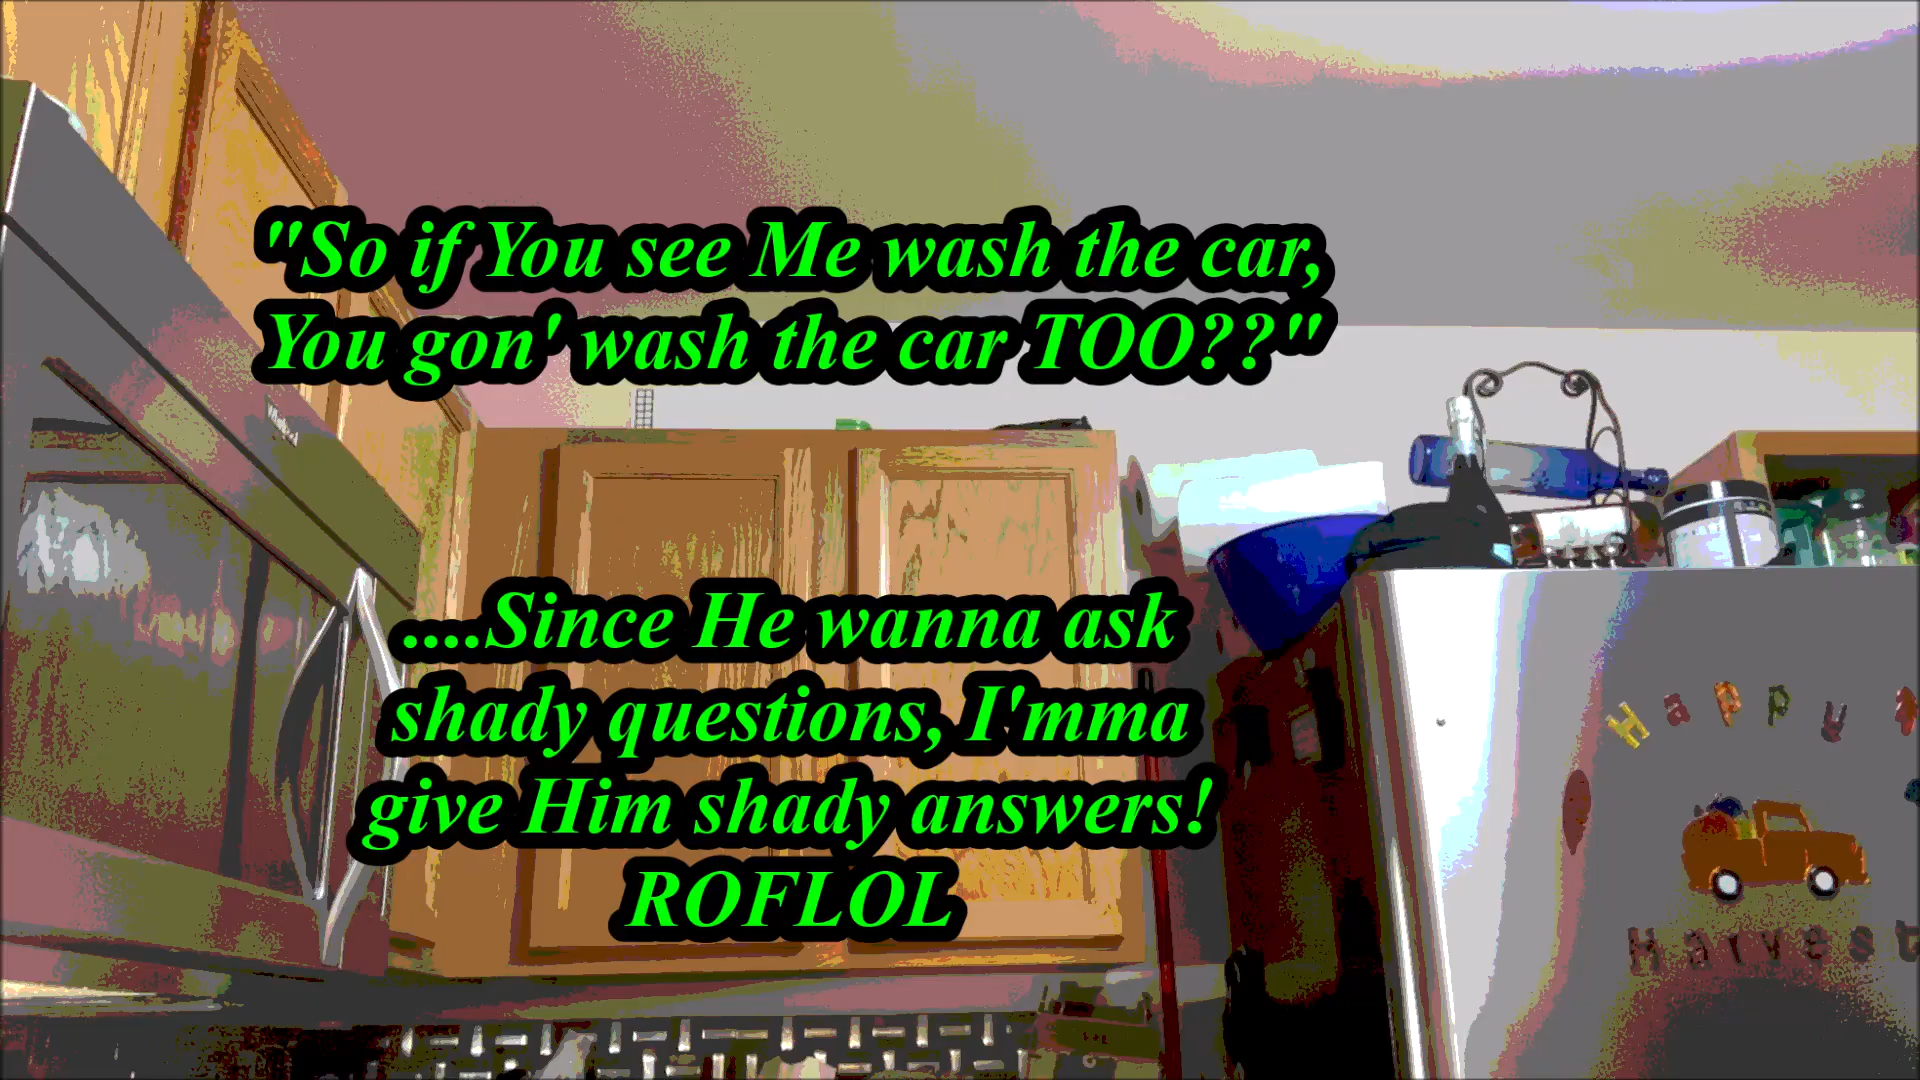 "So if You see Me wash the car,
You gon' wash the car TOO??"
....Since He wanna ask
shady questions, I'mma
give Him shady answers!
ROFLOL
Happy
Harvest